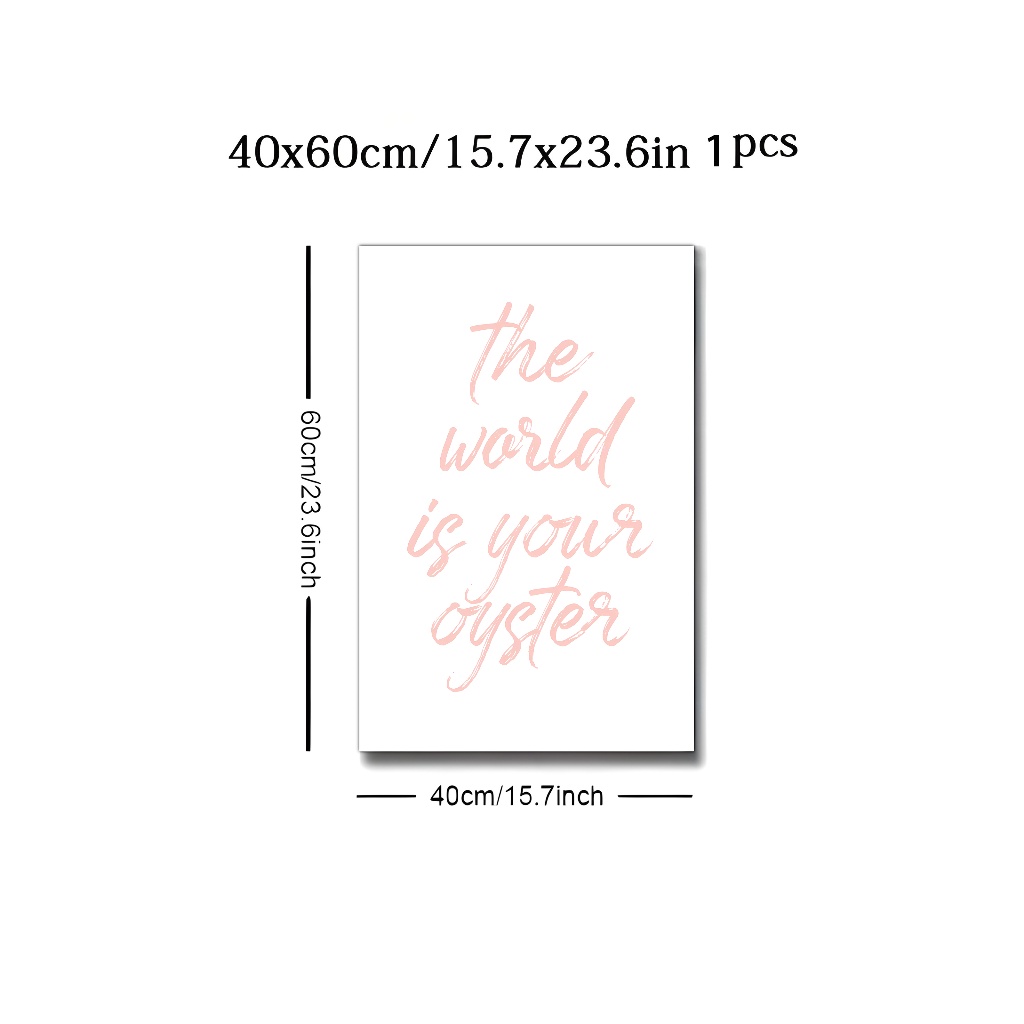 40x60cm/15.7x23.6in 1pcs
the
world
is your
oyster
60cm/23.6inch
40cm/15.7inch